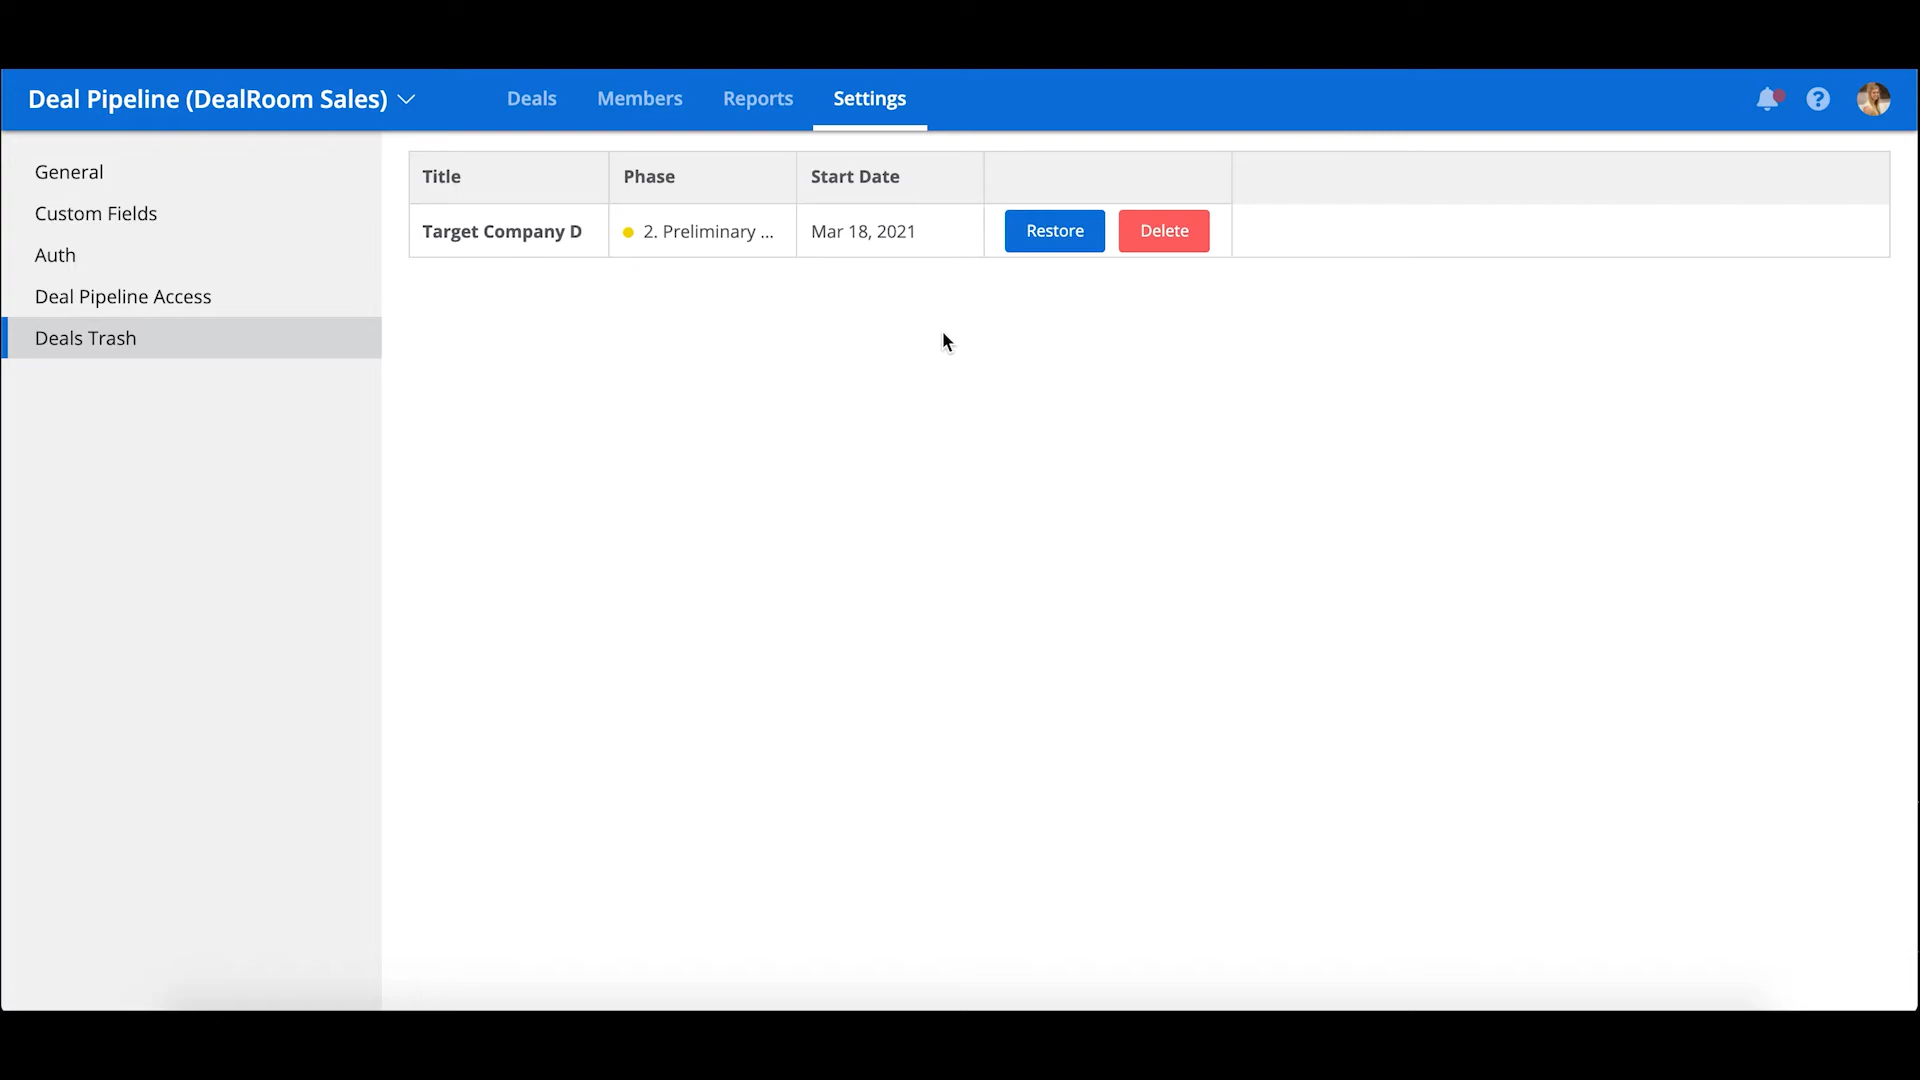 Deal Pipeline (DealRoom Sales) Deals Members Reports Settings ?
General
Custom Fields
Auth
Deal Pipeline Access
Deals Trash
Title Phase Start Date
Target Company D 2. Preliminary ... Mar 18, 2021 Restore Delete